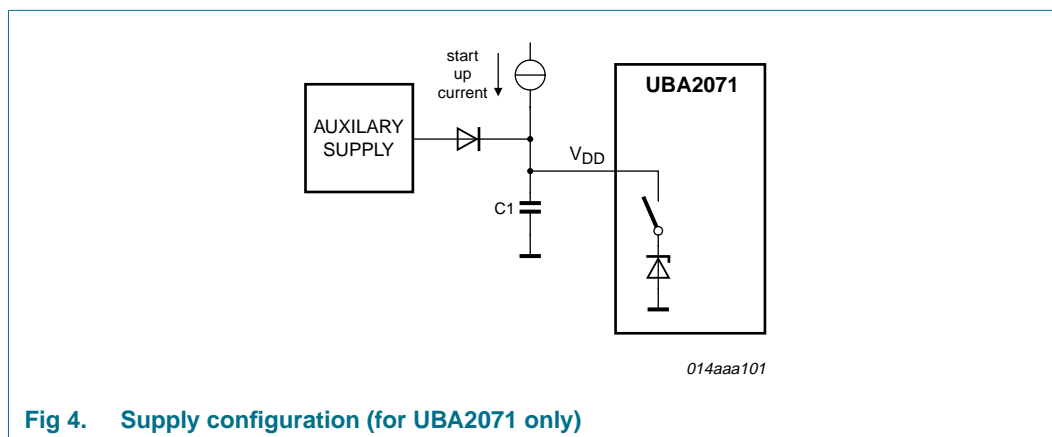 start
up
current
UBA2071
AUXILARY
SUPPLY
VDD
C1
014aaa101
Fig 4. Supply configuration (for UBA2071 only)